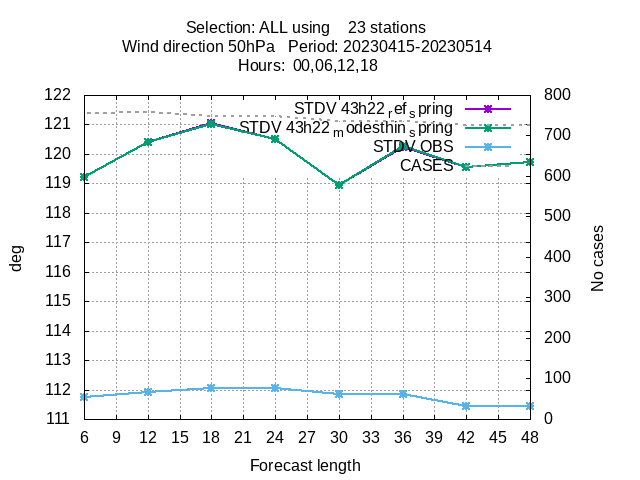 Selection: ALL using    23 stations
Wind direction 50hPa   Period: 20230415-20230514
Hours:  00,06,12,18
122
121
120
119
118
117
116
115
114
113
112
111
deg
STDV 43h22_ref_spring
STDV 43h22_modesthin_spring
STDV OBS
CASES
800
700
600
500
400
300
200
100
0
No cases
6 9 12 15 18 21 24 27 30 33 36 39 42 45 48
Forecast length